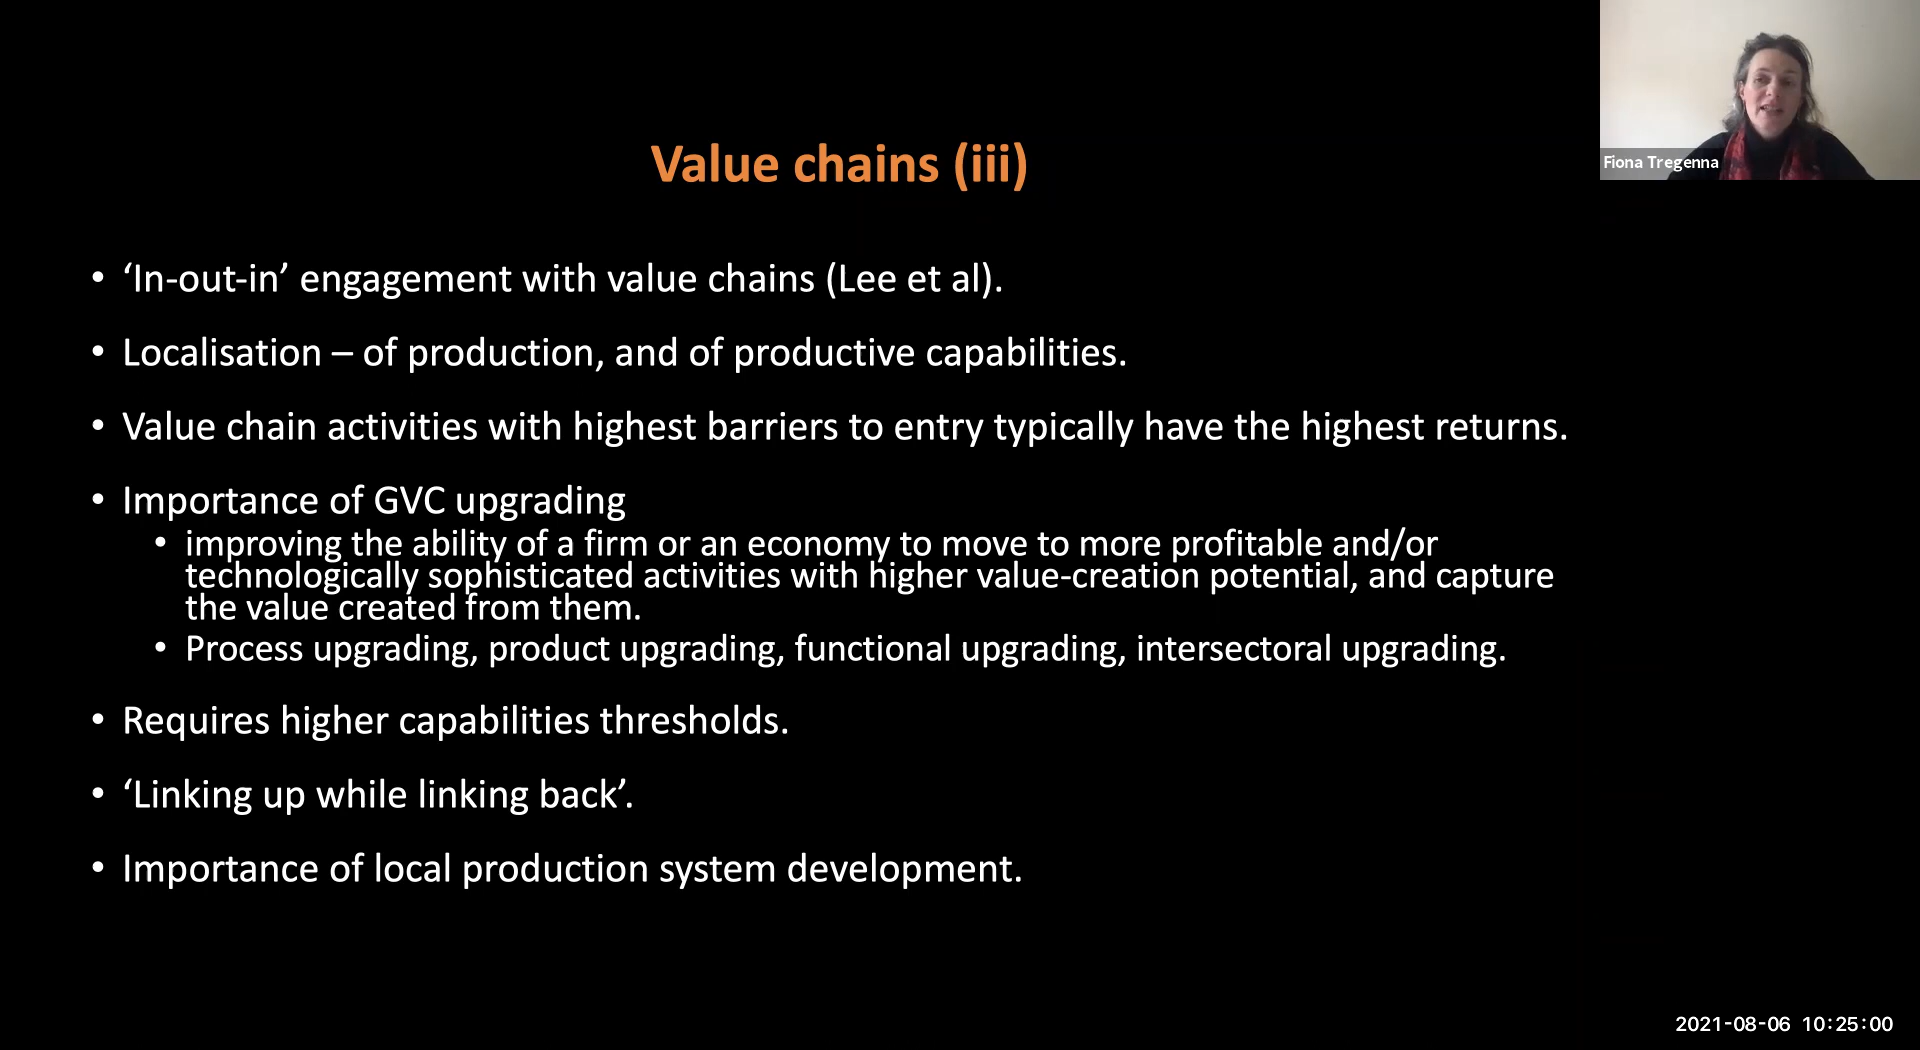 Fiona Tregenna
Value chains (iii)
• ‘In-out-in’ engagement with value chains (Lee et al).
• Localisation – of production, and of productive capabilities.
• Value chain activities with highest barriers to entry typically have the highest returns.
• Importance of GVC upgrading
• improving the ability of a firm or an economy to move to more profitable and/or
technologically sophisticated activities with higher value-creation potential, and capture
the value created from them.
• Process upgrading, product upgrading, functional upgrading, intersectoral upgrading.
• Requires higher capabilities thresholds.
• ‘Linking up while linking back’.
• Importance of local production system development.
2021-08-06 10:25:00